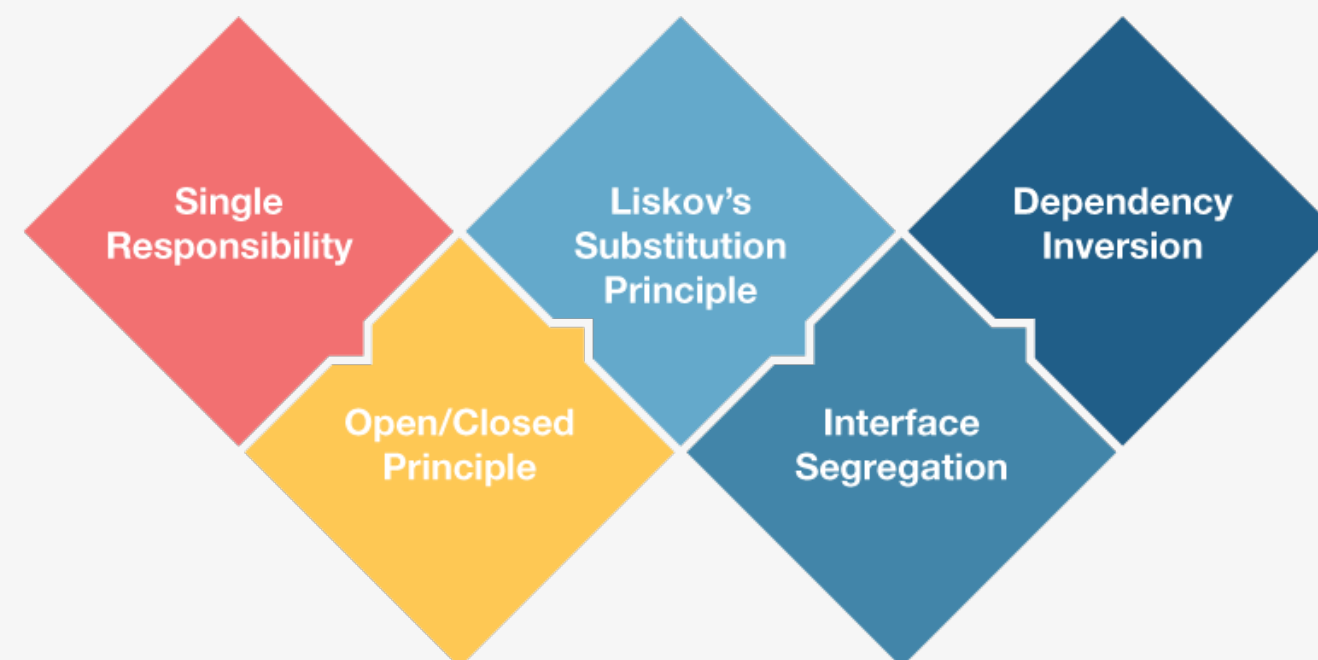 Single
Responsibility
Open/Closed
Principle
Liskov’s
Substitution
Principle
Interface
Segregation
Dependency
Inversion